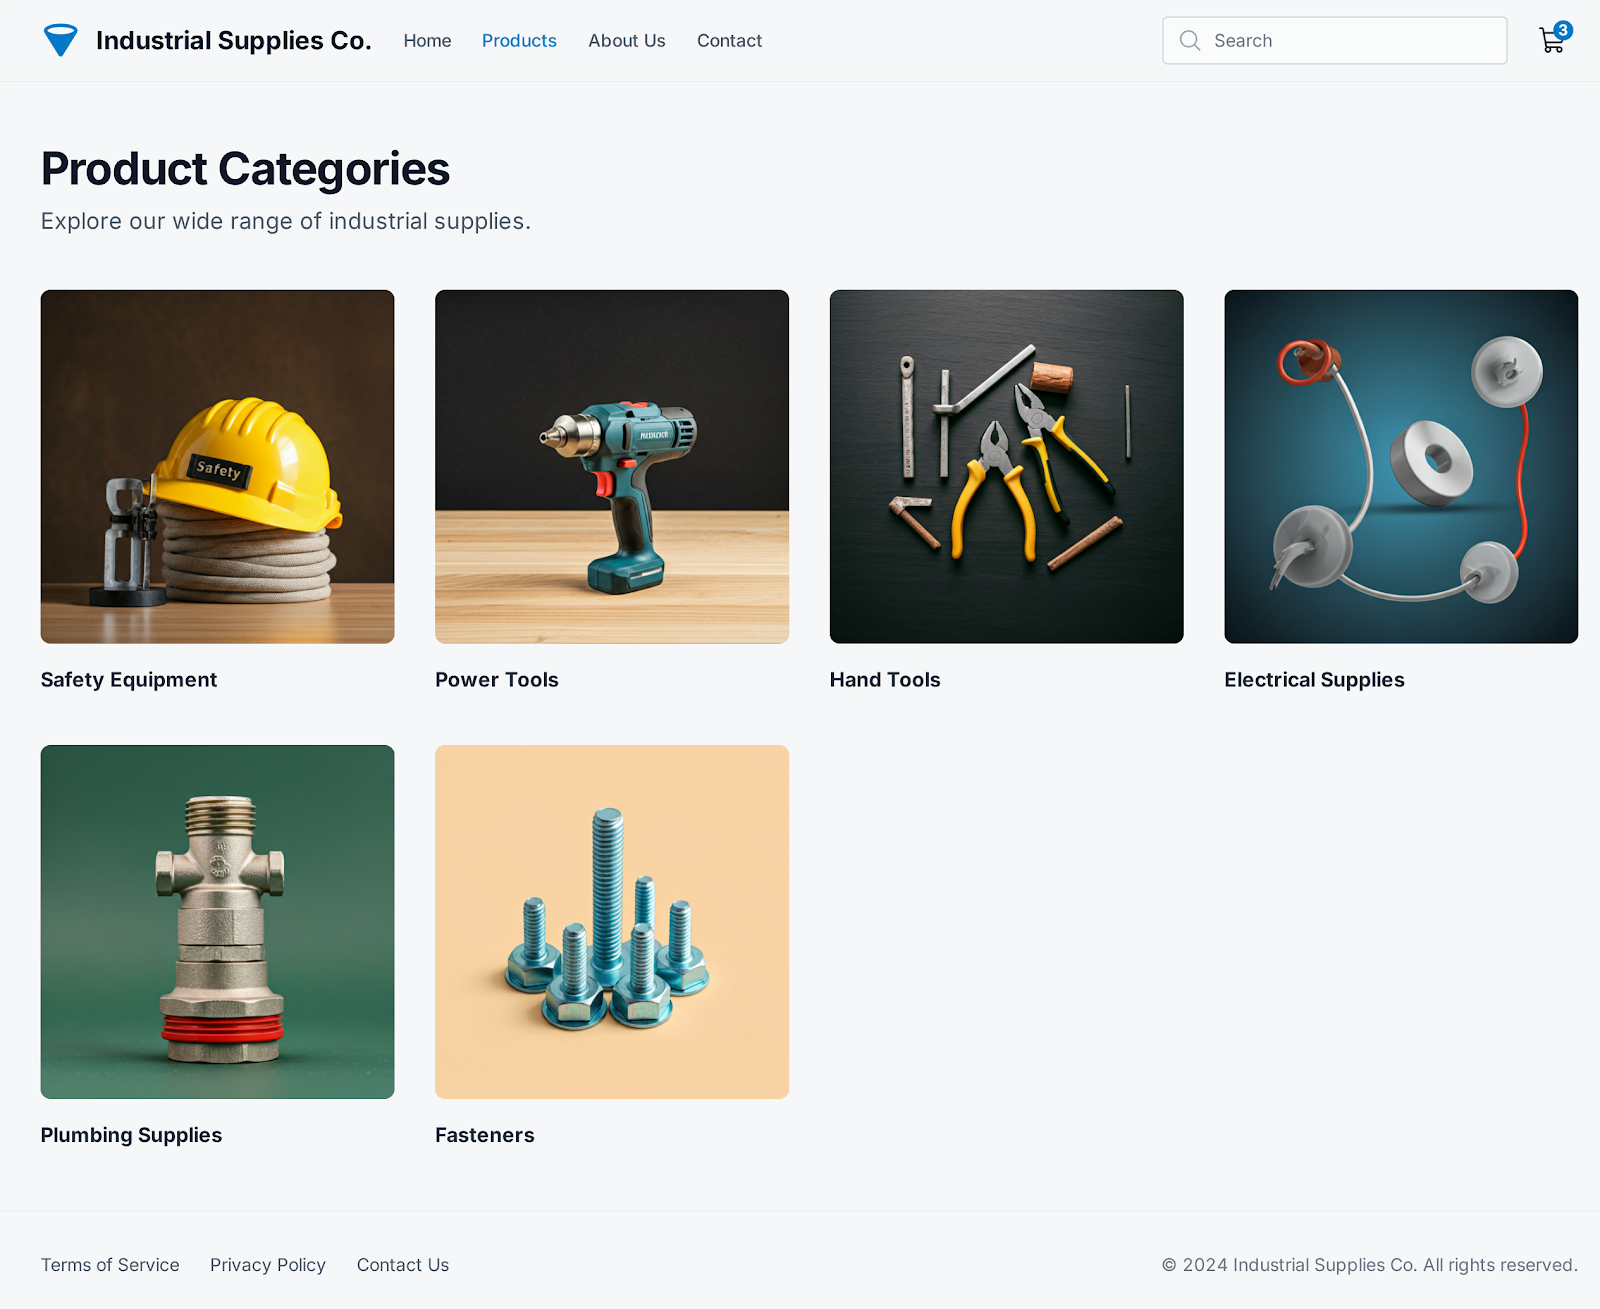 Industrial Supplies Co.
Home
Products
About Us
Contact
Search
3
Product Categories
Explore our wide range of industrial supplies.
Safety
Safety Equipment
Power Tools
Hand Tools
Electrical Supplies
Plumbing Supplies
Fasteners
Terms of Service
Privacy Policy
Contact Us
© 2024 Industrial Supplies Co. All rights reserved.